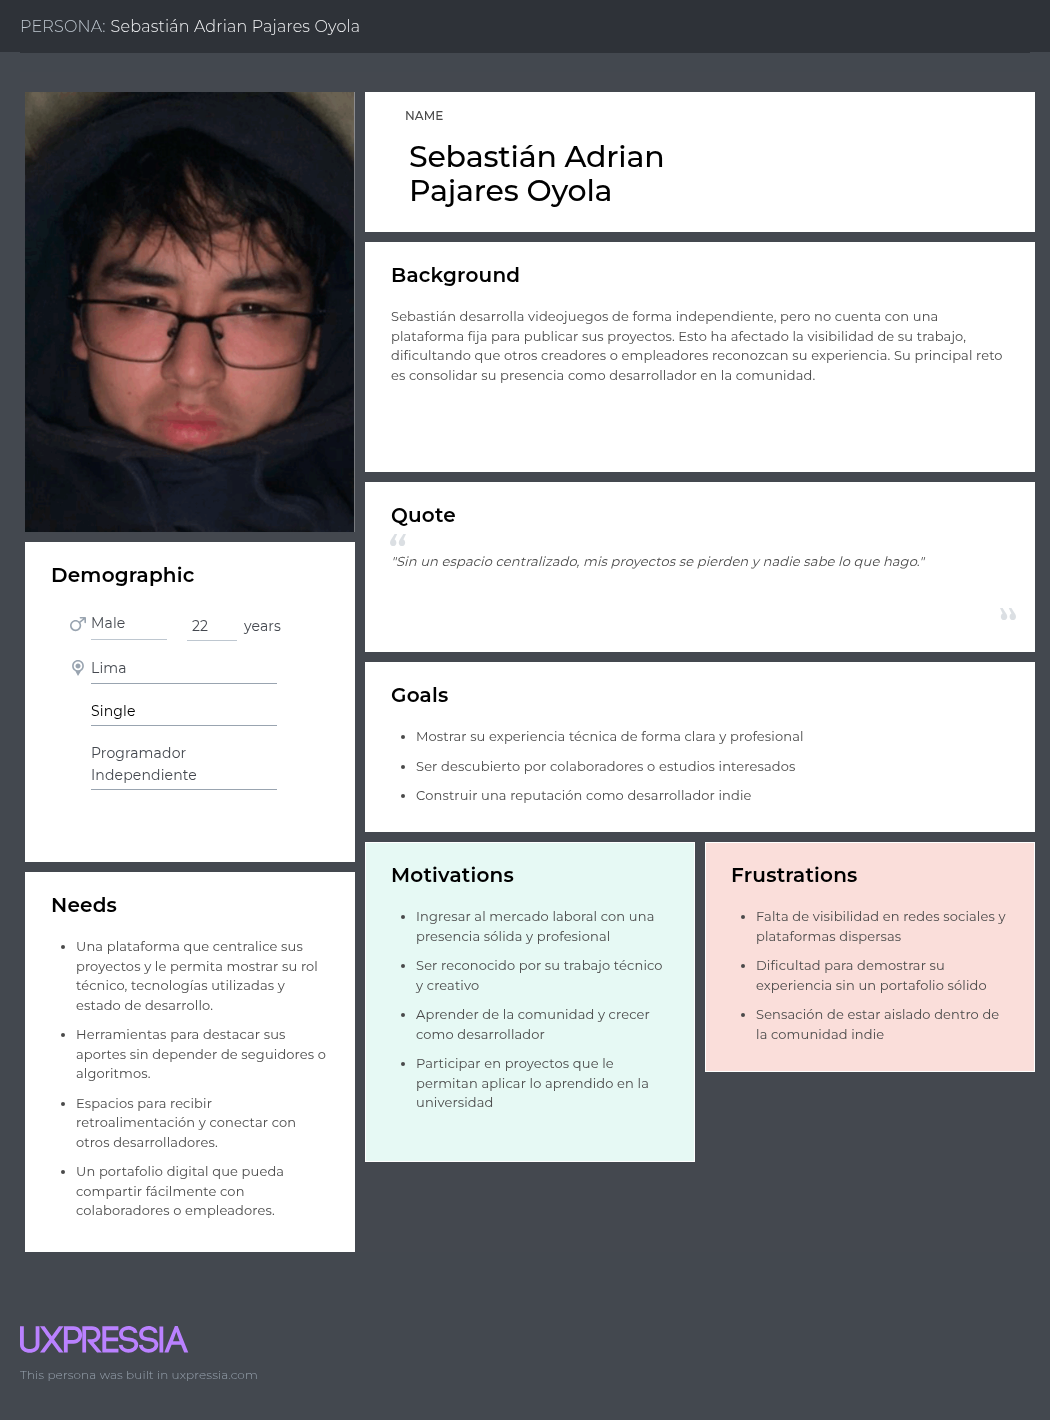 PERSONA: Sebastián Adrian Pajares Oyola
NAME
Sebastián Adrian
Pajares Oyola
Background
Sebastián desarrolla videojuegos de forma independiente, pero no cuenta con una
plataforma fija para publicar sus proyectos. Esto ha afectado la visibilidad de su trabajo,
dificultando que otros creadores o empleadores reconozcan su experiencia. Su principal reto
es consolidar su presencia como desarrollador en la comunidad.
Quote
“
"Sin un espacio centralizado, mis proyectos se pierden y nadie sabe lo que hago."
”
Demographic
Male 22 years
Lima
Single
Programador
Independiente
Goals
• Mostrar su experiencia técnica de forma clara y profesional
• Ser descubierto por colaboradores o estudios interesados
• Construir una reputación como desarrollador indie
Needs
• Una plataforma que centralice sus
proyectos y le permita mostrar su rol
técnico, tecnologías utilizadas y
estado de desarrollo.
• Herramientas para destacar sus
aportes sin depender de seguidores o
algoritmos.
• Espacios para recibir
retroalimentación y conectar con
otros desarrolladores.
• Un portafolio digital que pueda
compartir fácilmente con
colaboradores o empleadores.
Motivations
• Ingresar al mercado laboral con una
presencia sólida y profesional
• Ser reconocido por su trabajo técnico
y creativo
• Aprender de la comunidad y crecer
como desarrollador
• Participar en proyectos que le
permitan aplicar lo aprendido en la
universidad
Frustrations
• Falta de visibilidad en redes sociales y
plataformas dispersas
• Dificultad para demostrar su
experiencia sin un portafolio sólido
• Sensación de estar aislado dentro de
la comunidad indie
UXPRESSIA
This persona was built in uxpressia.com